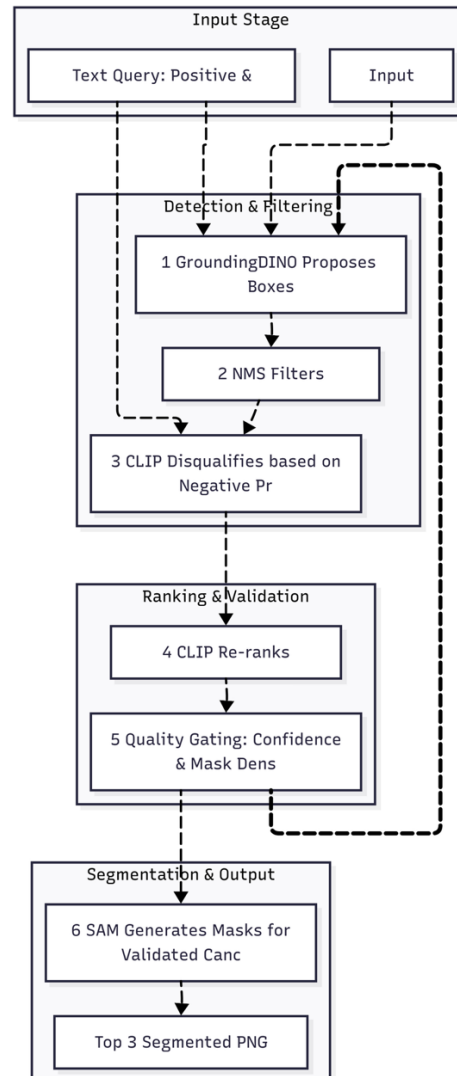 Input Stage
Text Query: Positive &
Input
Detection & Filtering
1 GroundingDINO Proposes
Boxes
2 NMS Filters
3 CLIP Disqualifies based on
Negative Pr
Ranking & Validation
4 CLIP Re-ranks
5 Quality Gating: Confidence
& Mask Dens
Segmentation & Output
6 SAM Generates Masks for
Validated Canc
Top 3 Segmented PNG